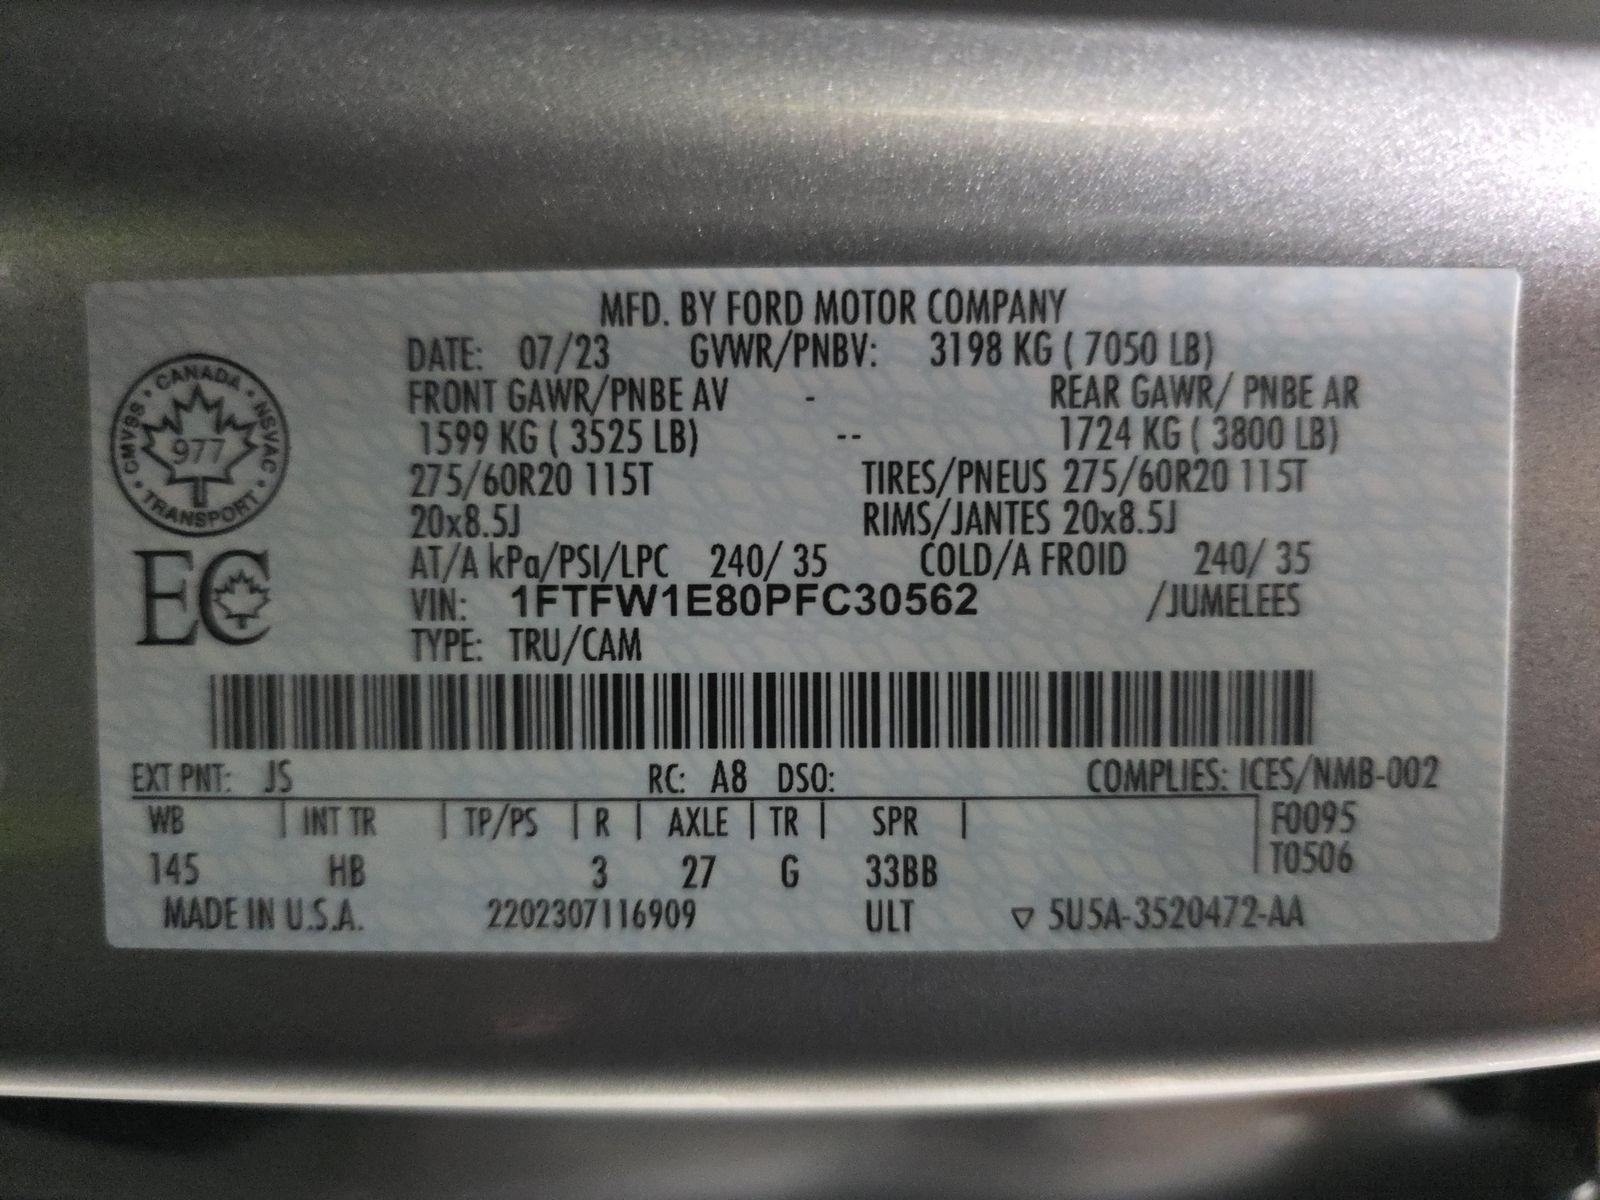 MFD. BY FORD MOTOR COMPANY
DATE: 07/23 GVWR/PNBV: 3198 KG ( 7050 LB)
FRONT GAWR/PNBE AV - REAR GAWR/ PNBE AR
1599 KG ( 3525 LB) -- 1724 KG ( 3800 LB)
275/60R20 115T TIRES/PNEUS 275/60R20 115T
20x8.5J RIMS/JANTES 20x8.5J
AT/A kPa/PSI/LPC 240/ 35 COLD/A FROID 240/ 35
VIN: 1FTFW1E80PFC30562 /JUMELEES
TYPE: TRU/CAM
CANADA
CMVSS 977 NSVAC
TRANSPORT
EC
EXT PNT: JS RC: A8 DSO: COMPLIES: ICES/NMB-002
WB | INT TR | TP/PS | R | AXLE | TR | SPR | F0095
145 HB 3 27 G 33BB T0506
MADE IN U.S.A. 2202307116909 ULT ▽ 5U5A-3520472-AA